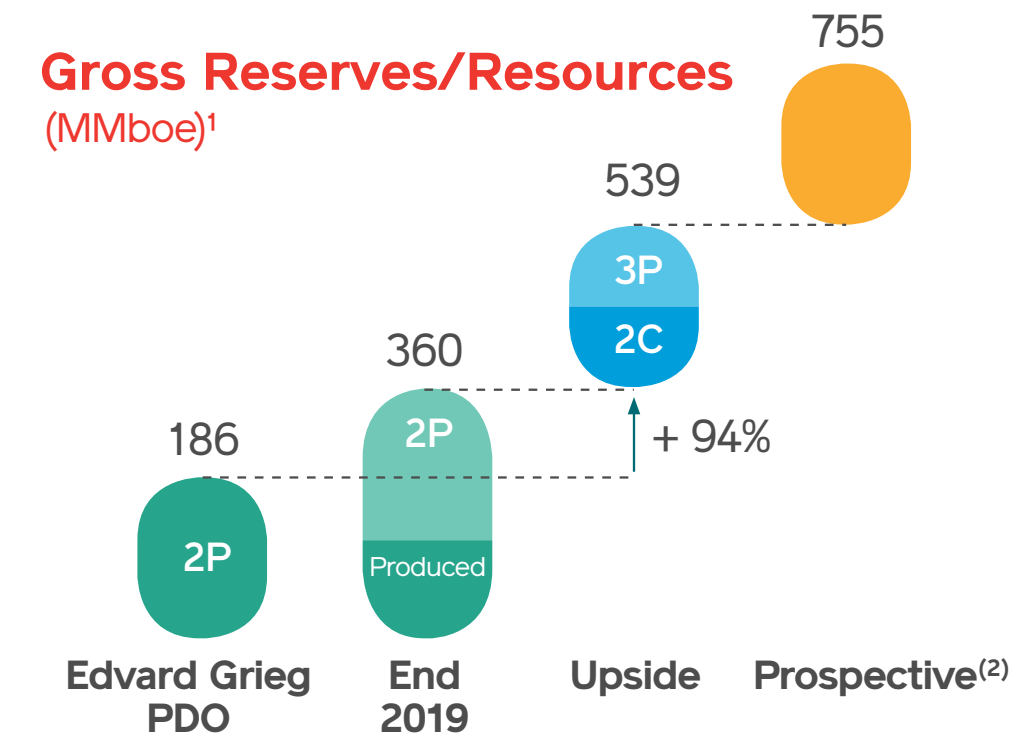 Gross Reserves/Resources
(MMboe)¹
755
539
360
186
3P
2C
2P
+ 94%
2P
Produced
Edvard Grieg
PDO
End
2019
Upside
Prospective⁽²⁾